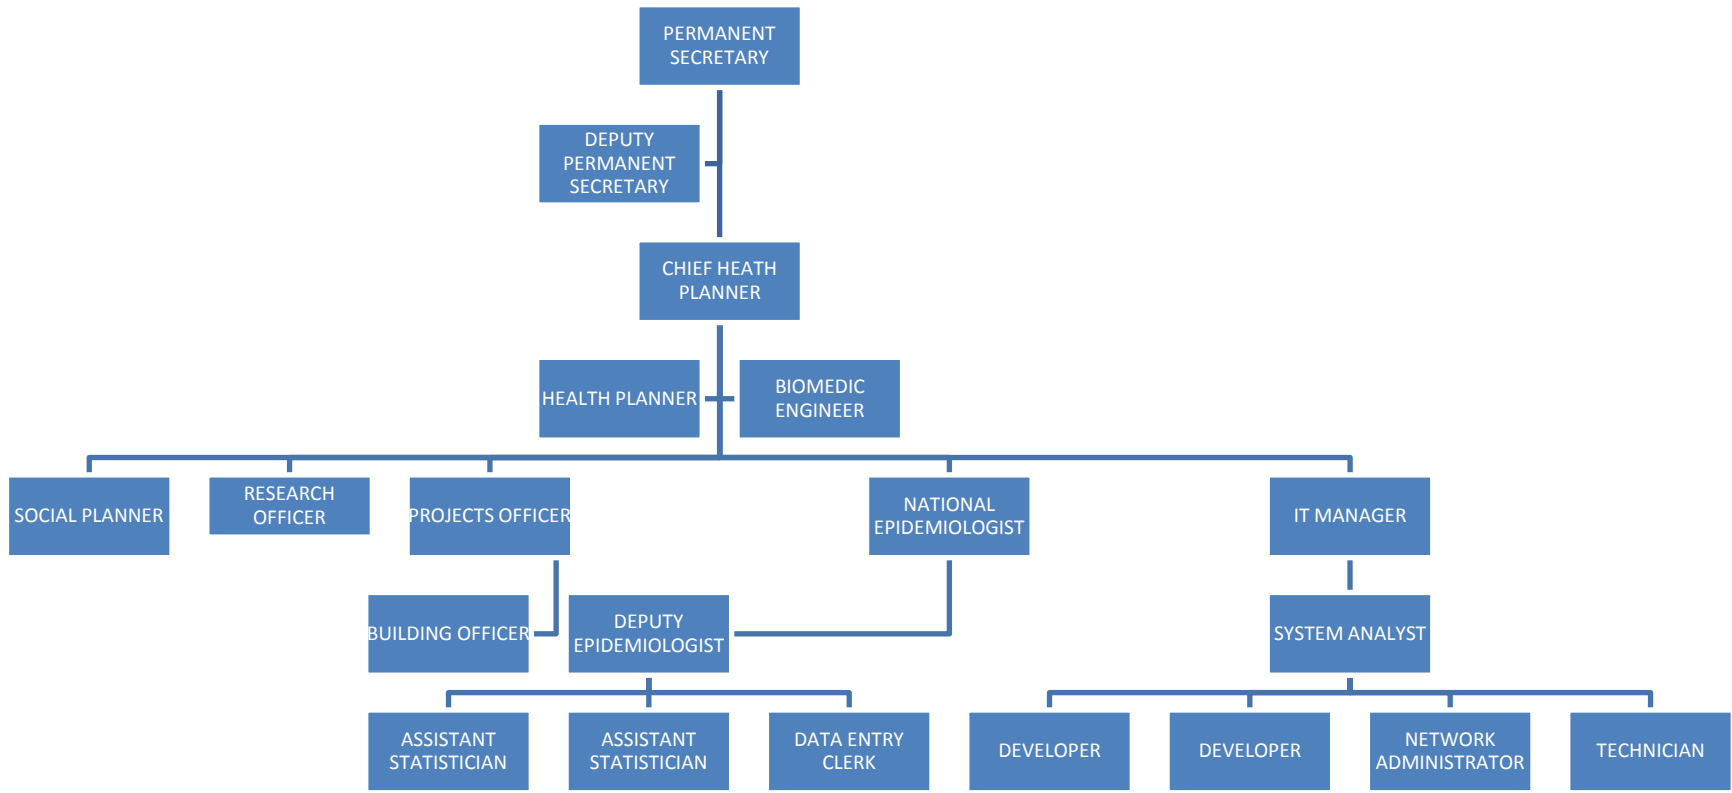 PERMANENT
SECRETARY
DEPUTY
PERMANENT
SECRETARY
CHIEF HEATH
PLANNER
HEALTH PLANNER
BIOMEDIC
ENGINEER
SOCIAL PLANNER
RESEARCH
OFFICER
PROJECTS OFFICER
NATIONAL
EPIDEMIOLOGIST
IT MANAGER
BUILDING OFFICER
DEPUTY
EPIDEMIOLOGIST
SYSTEM ANALYST
ASSISTANT
STATISTICIAN
ASSISTANT
STATISTICIAN
DATA ENTRY
CLERK
DEVELOPER
DEVELOPER
NETWORK
ADMINISTRATOR
TECHNICIAN